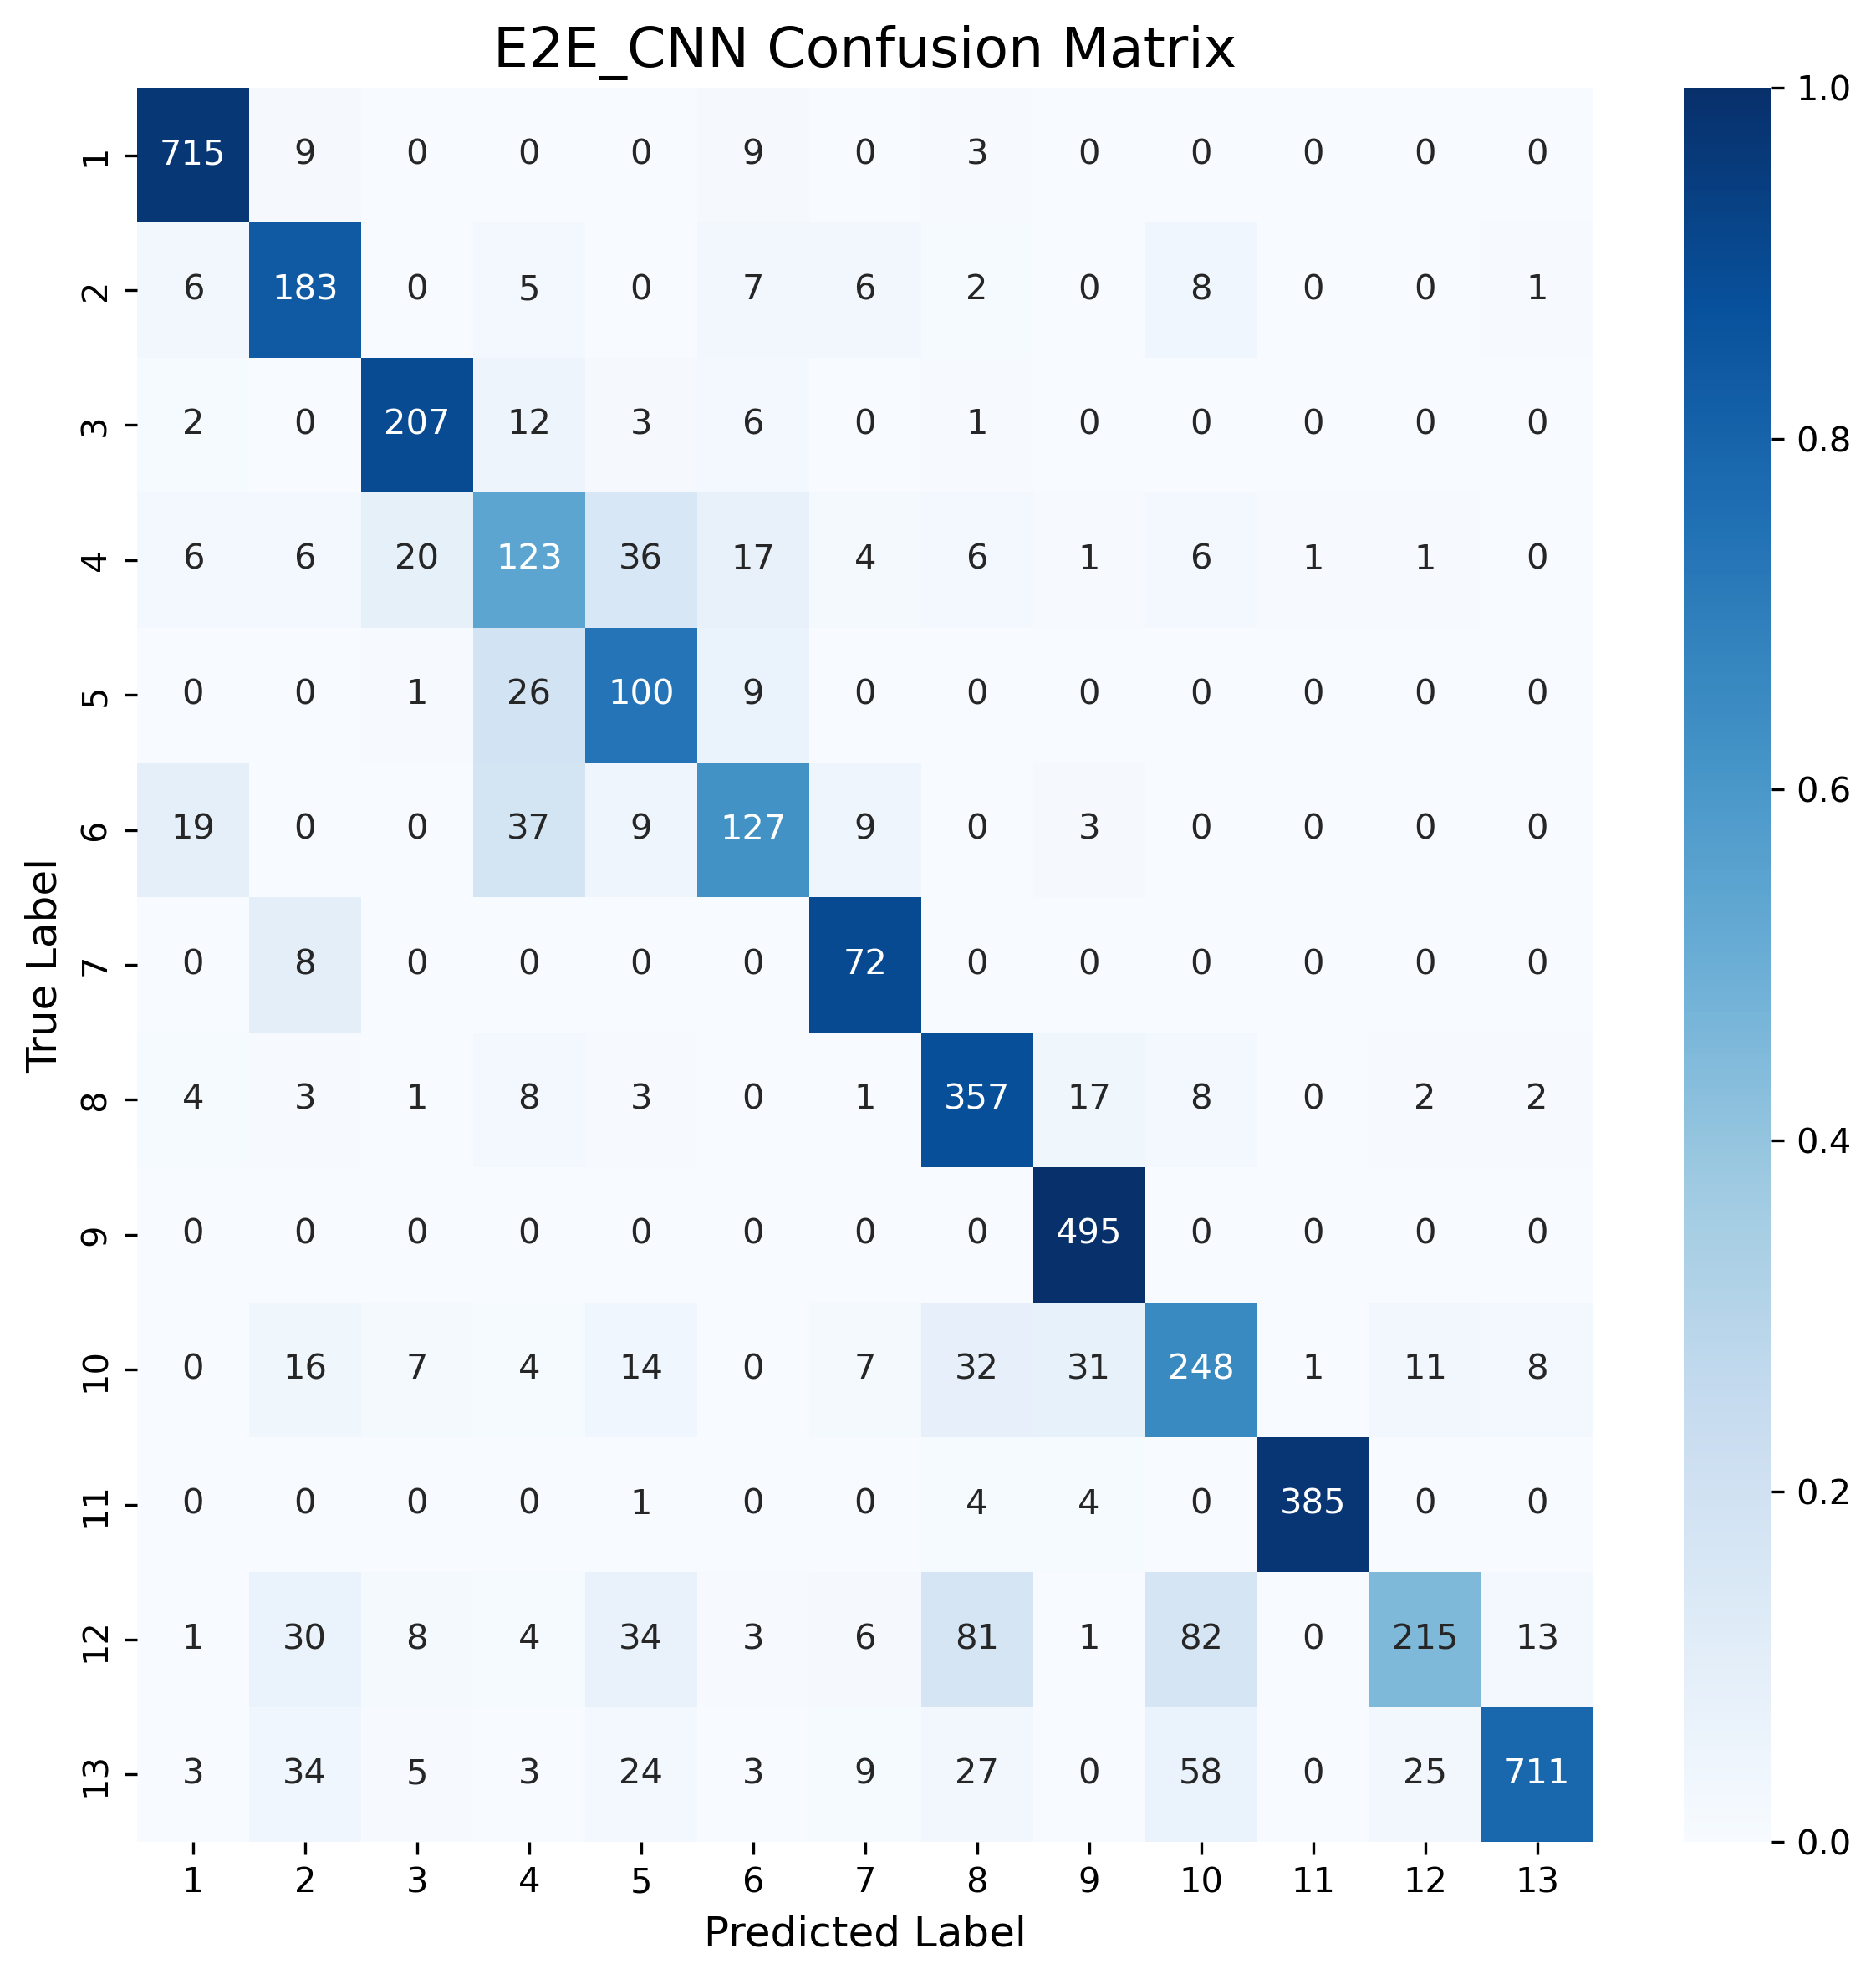 E2E_CNN Confusion Matrix
1 715 9 0 0 0 9 0 3 0 0 0 0 0
2 6 183 0 5 0 7 6 2 0 8 0 0 1
3 2 0 207 12 3 6 0 1 0 0 0 0 0
4 6 6 20 123 36 17 4 6 1 6 1 1 0
5 0 0 1 26 100 9 0 0 0 0 0 0 0
6 19 0 0 37 9 127 9 0 3 0 0 0 0
7 0 8 0 0 0 0 72 0 0 0 0 0 0
8 4 3 1 8 3 0 1 357 17 8 0 2 2
9 0 0 0 0 0 0 0 0 495 0 0 0 0
10 0 16 7 4 14 0 7 32 31 248 1 11 8
11 0 0 0 0 1 0 0 4 4 0 385 0 0
12 1 30 8 4 34 3 6 81 1 82 0 215 13
13 3 34 5 3 24 3 9 27 0 58 0 25 711
1 2 3 4 5 6 7 8 9 10 11 12 13
Predicted Label
True Label
1.0
0.8
0.6
0.4
0.2
0.0